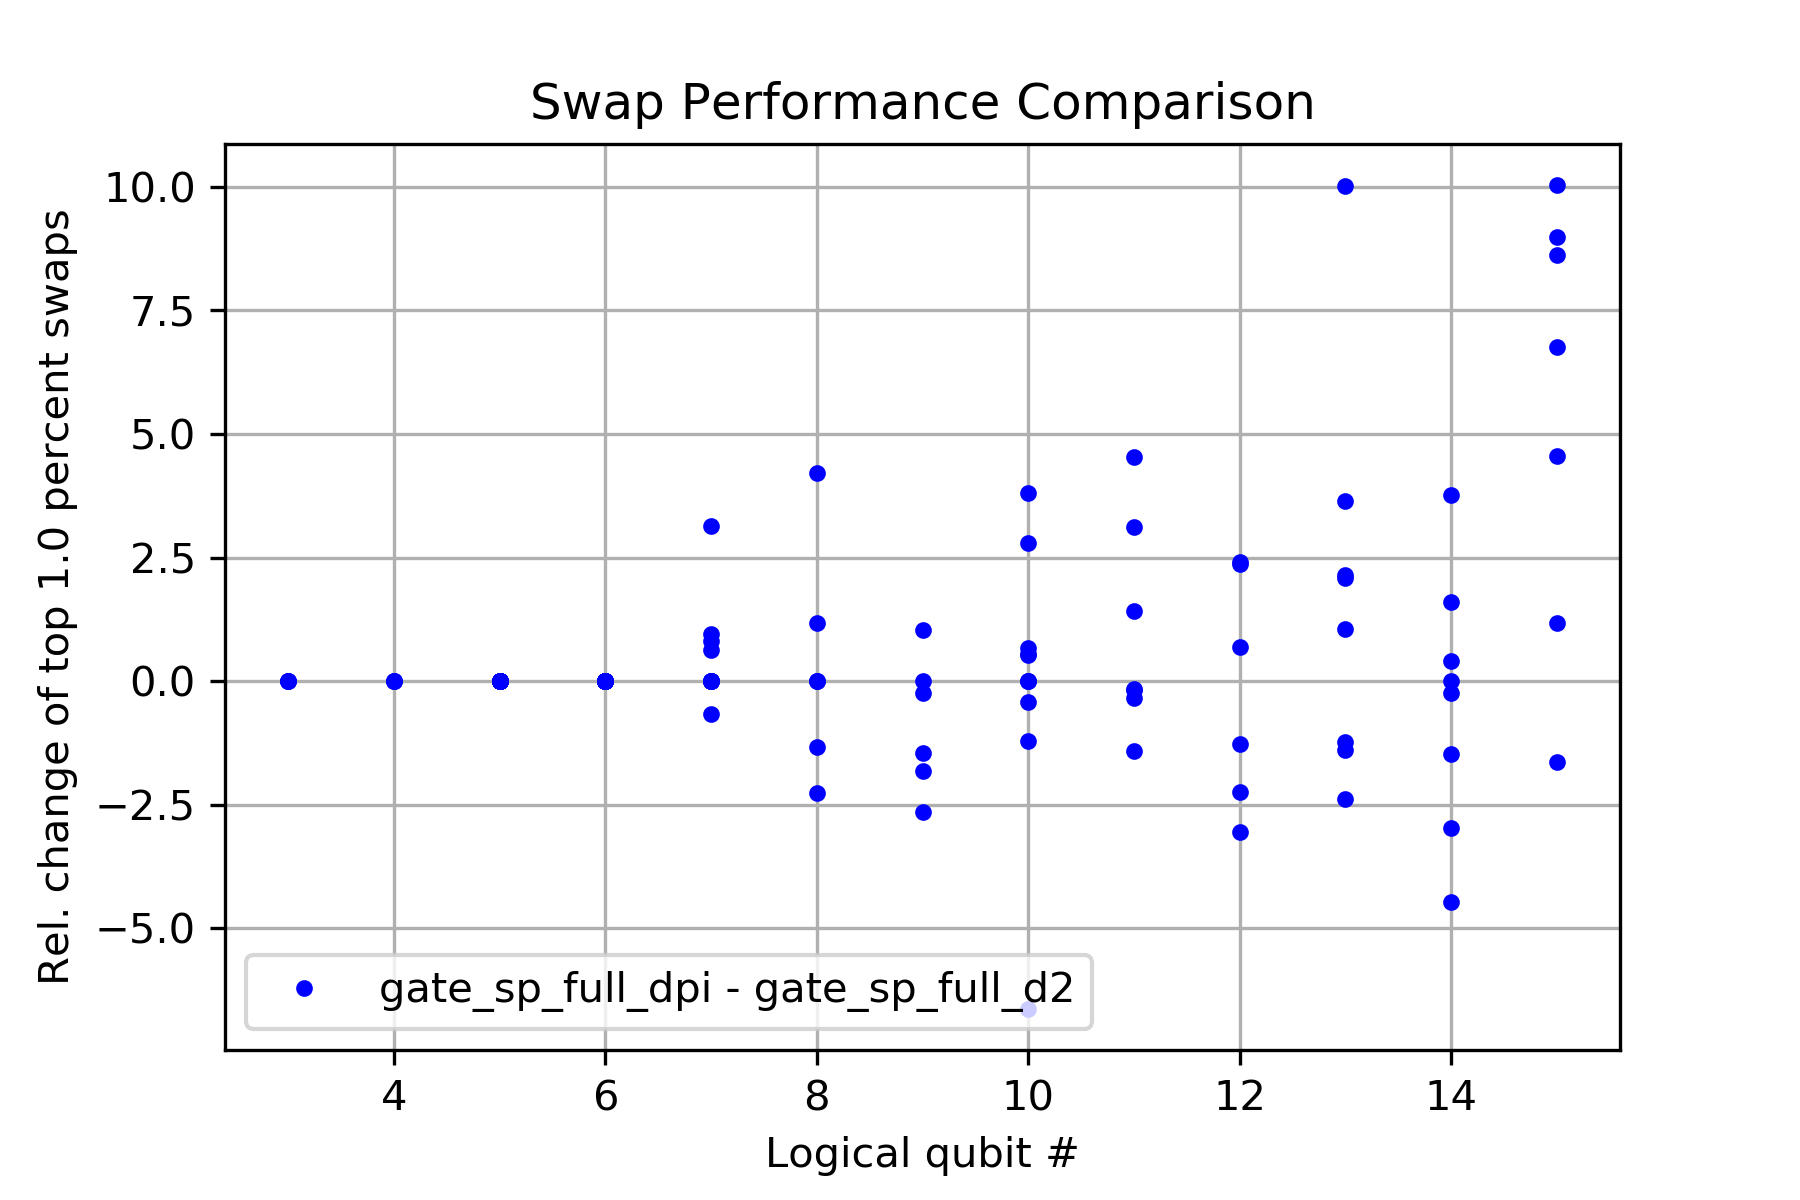 Swap Performance Comparison
Rel. change of top 1.0 percent swaps
10.0
7.5
5.0
2.5
0.0
−2.5
−5.0
gate_sp_full_dpi - gate_sp_full_d2
4 6 8 10 12 14
Logical qubit #